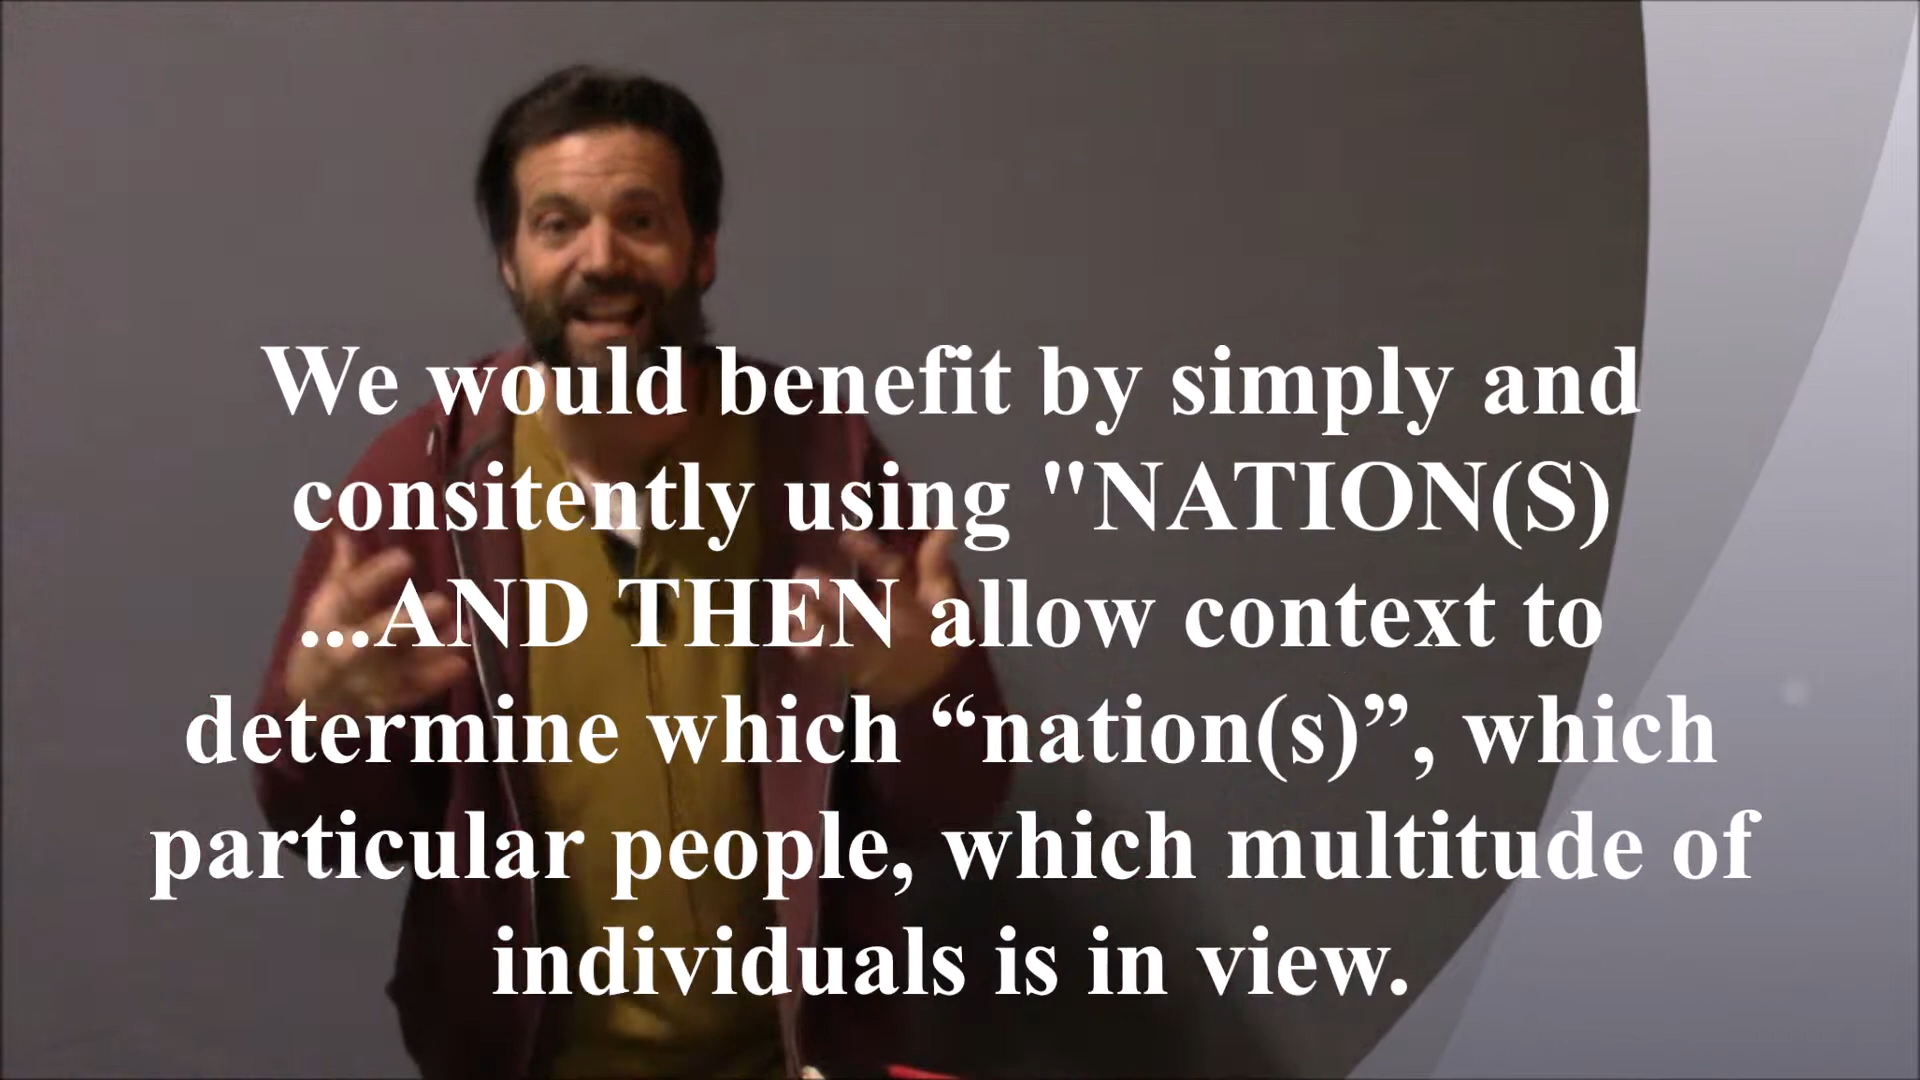 We would benefit by simply and
consitently using "NATION(S)
...AND THEN allow context to
determine which “nation(s)”, which
particular people, which multitude of
individuals is in view.